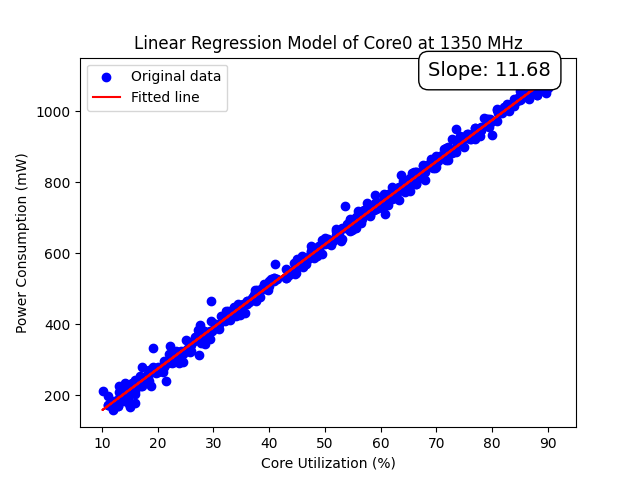 Linear Regression Model of Core0 at 1350 MHz
Slope: 11.68
Original data
Fitted line
1000
800
600
400
200
Power Consumption (mW)
10 20 30 40 50 60 70 80 90
Core Utilization (%)